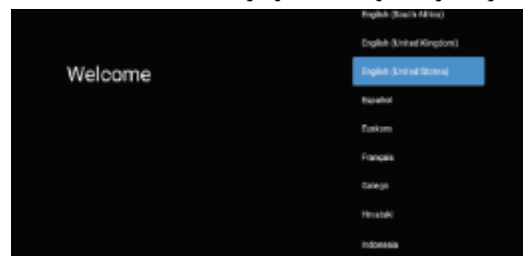 Welcome
English (South Africa)
English (United Kingdom)
English (United States)
Español
Euskara
Français
Galego
Hrvatski
Indonesia